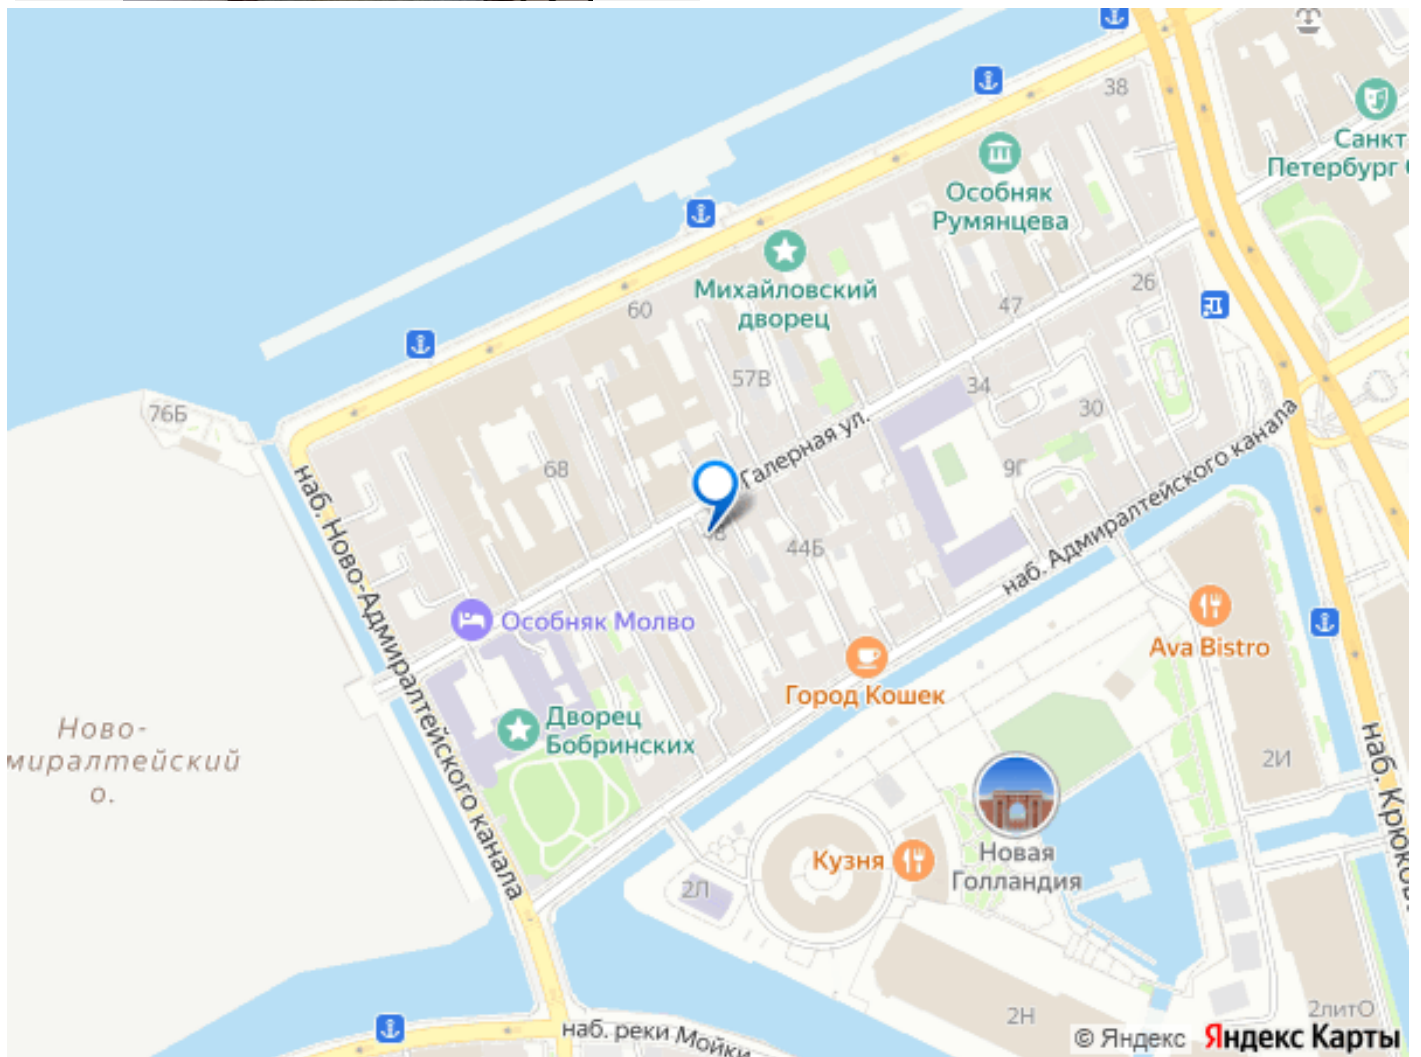 38
Санкт-
Петербург
Особняк
Румянцева
Михайловский
дворец
26
47
60
57В
34
30
76Б
Галерная ул.
68
9Г
наб. Адмиралтейского канала
наб. Ново-Адмиралтейского канала
44Б
Особняк Молво
Ava Bistro
Город Кошек
Дворец
Бобринских
Ново-
миралтейский
о.
2И
наб. Крюков
Новая
Голландия
Кузня
2Л
2Н
2литО
наб. реки Мойки
© Яндекс Яндекс Карты